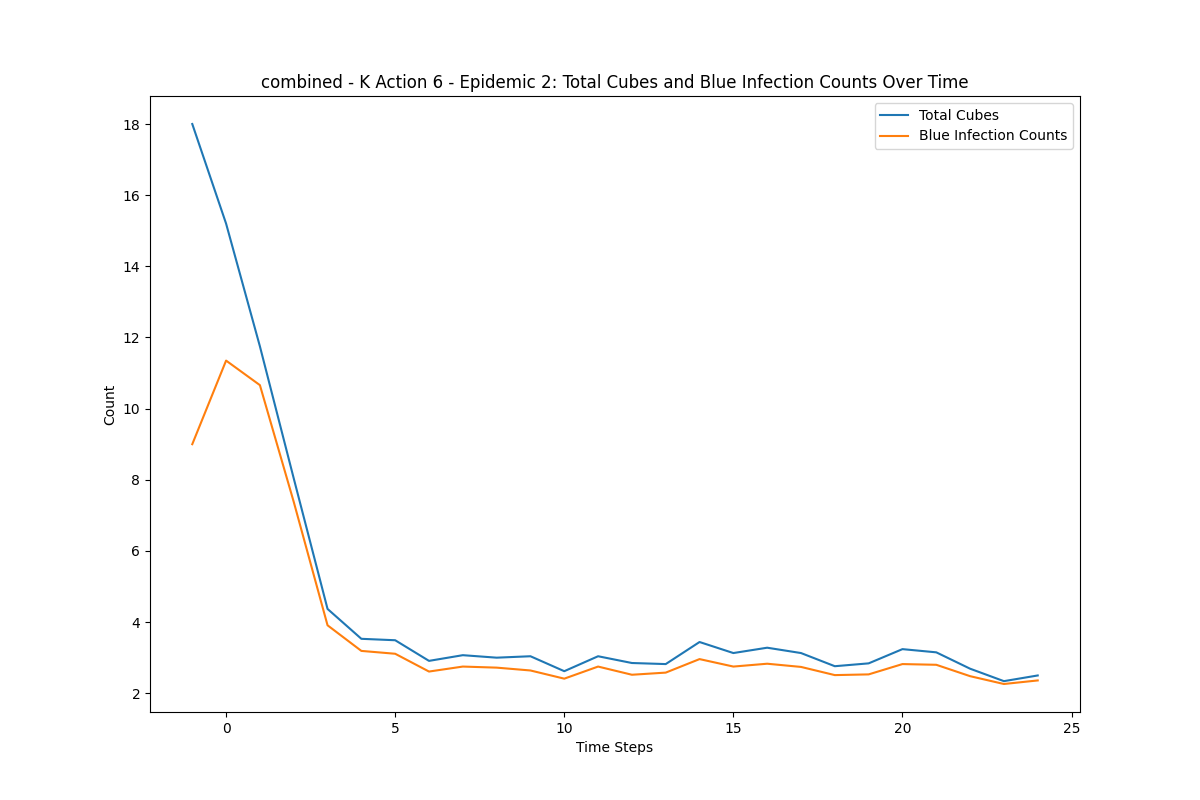 combined - K Action 6 - Epidemic 2: Total Cubes and Blue Infection Counts Over Time
Total Cubes
Blue Infection Counts
18
16
14
12
10
8
6
4
2
Count
0 5 10 15 20 25
Time Steps